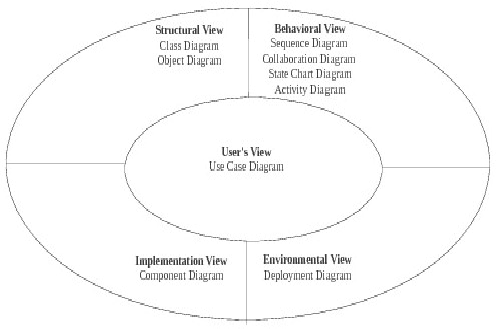 Structural View
Class Diagram
Object Diagram
Behavioral View
Sequence Diagram
Collaboration Diagram
State Chart Diagram
Activity Diagram
User's View
Use Case Diagram
Implementation View
Component Diagram
Environmental View
Deployment Diagram